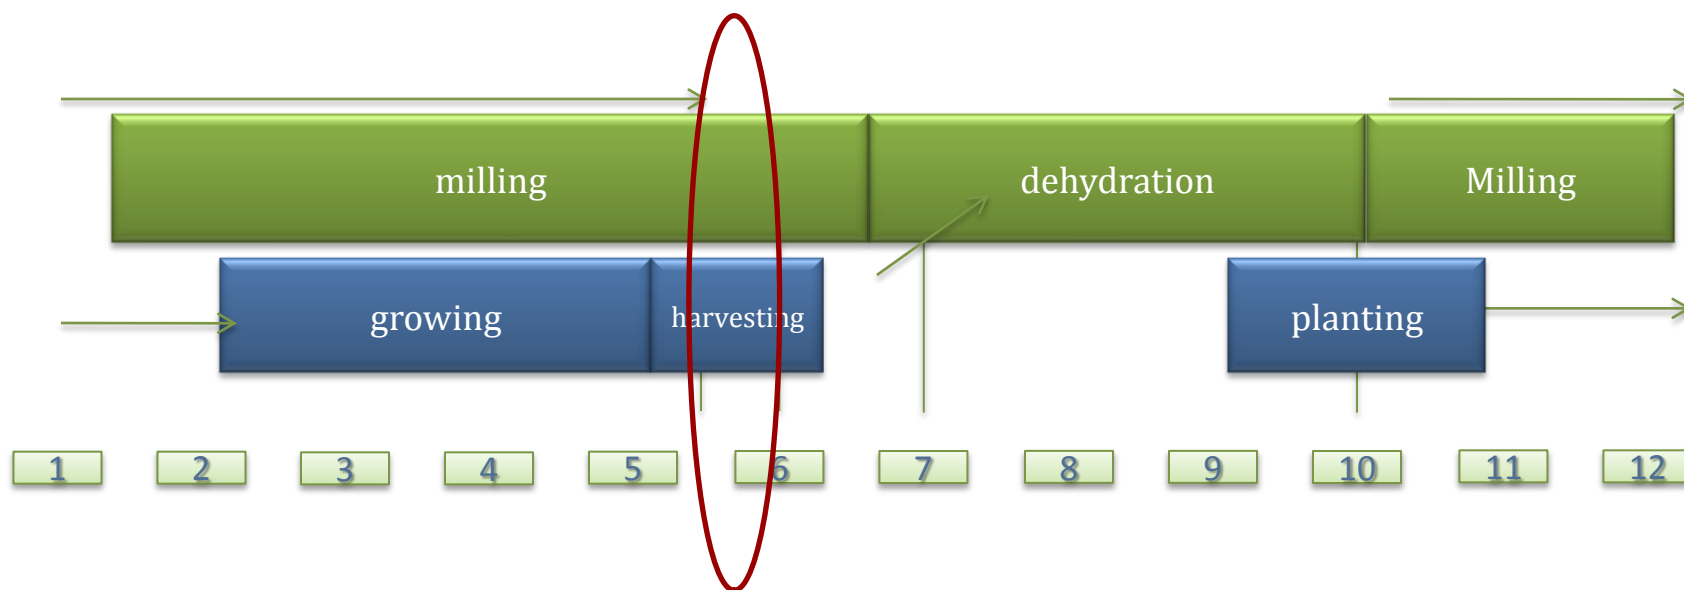 milling
dehydration
Milling
growing
harvesting
planting
1 2 3 4 5 6 7 8 9 10 11 12